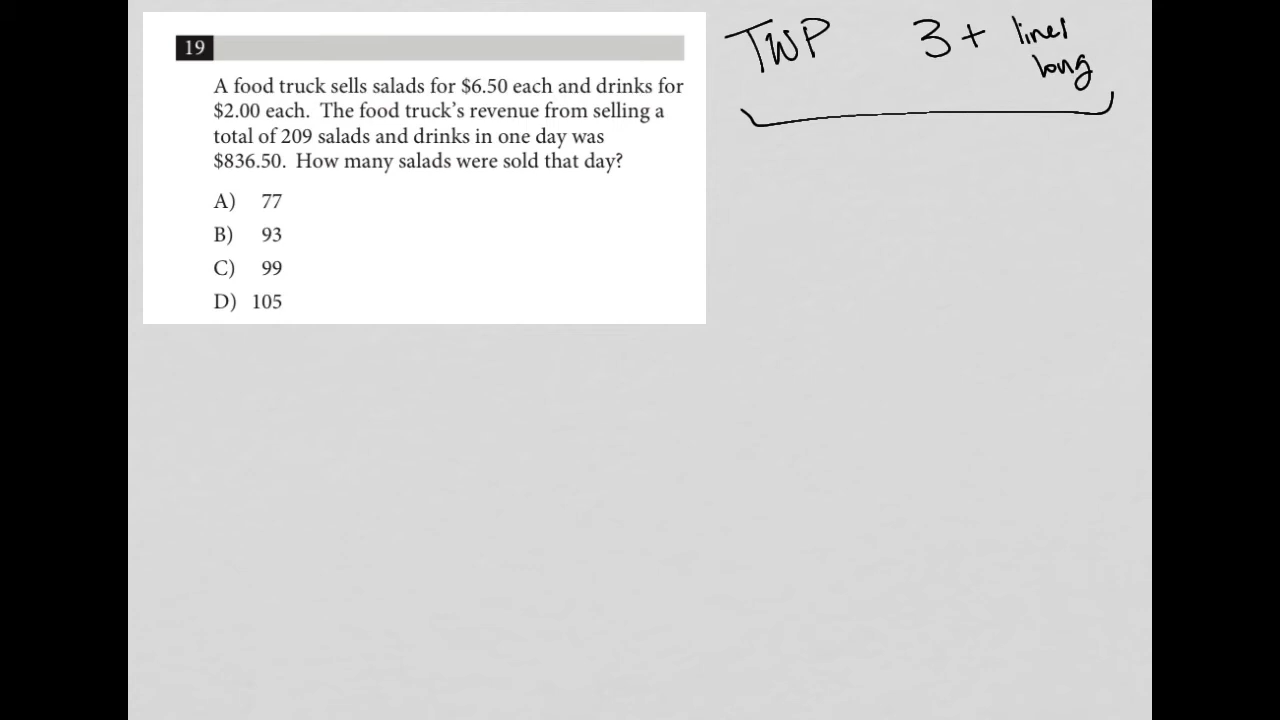 19
A food truck sells salads for $6.50 each and drinks for
$2.00 each. The food truck's revenue from selling a
total of 209 salads and drinks in one day was
$836.50. How many salads were sold that day?
A) 77
B) 93
C) 99
D) 105
TWP 3+ lines
long